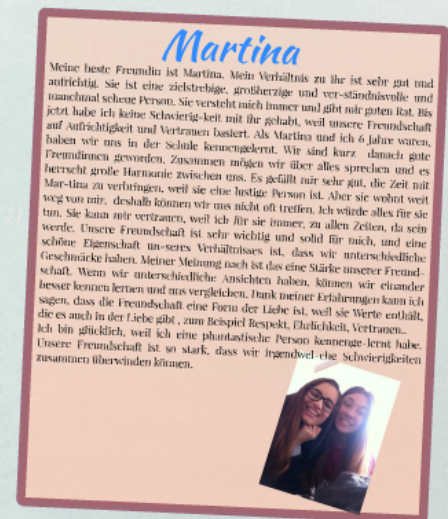 Martina
Meine beste Freundin ist Martina. Mein Verhältnis zu ihr ist sehr gut und
aufrichtig. Sie ist eine zielstrebige, großherzige und ver-ständnisvolle und
manchmal scheue Person. Sie versteht mich immer und gibt mir guten Rat. Bis
jetzt habe ich keine Schwierig-keit mit ihr gehabt, weil unsere Freundschaft
auf Aufrichtigkeit und Vertrauen basiert. Als Martina und ich 6 Jahre waren,
haben wir uns in der Schule kennengelernt. Wir sind kurz danach gute
Freundinnen geworden. Zusammen mögen wir über alles sprechen und es
herrscht große Harmonie zwischen uns. Es gefällt mir sehr gut, die Zeit mit
Mar-tina zu verbringen, weil sie eine lustige Person ist. Aber sie wohnt weit
weg von mir, deshalb können wir uns nicht oft treffen. Ich würde alles für sie
tun. Sie kann mir vertrauen, weil ich für sie immer, zu allen Zeiten, da sein
werde. Unsere Freundschaft ist sehr wichtig und solid für mich, und eine
schöne Eigenschaft un-seres Verhältnisses ist, dass wir unterschiedliche
Geschmäcke haben. Meiner Meinung nach ist das eine Stärke unserer Freund-
schaft. Wenn wir unterschiedliche Ansichten haben, können wir einander
besser kennen lernen und uns vergleichen. Dank meiner Erfahrungen kann ich
sagen, dass die Freundschaft eine Form der Liebe ist, weil sie Werte enthält,
die es auch in der Liebe gibt , zum Beispiel Respekt, Ehrlichkeit, Vertrauen..
Ich bin glücklich, weil ich eine phantastische Person kennenge-lernt habe.
Unsere Freundschaft ist so stark, dass wir irgendwel-che Schwierigkeiten
zusammen überwinden können.